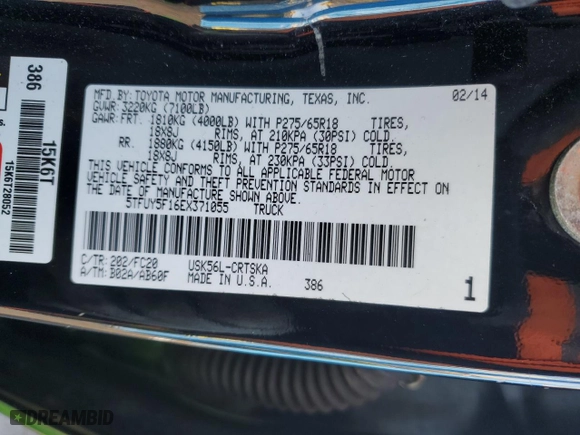 MFD.BY:TOYOTA MOTOR MANUFACTURING, TEXAS, INC. 02/14
GVWR:3220KG (7100LB)
GAWR:FRT. 1810KG (4000LB) WITH P275/65R18 TIRES,
18X8J RIMS, AT 210KPA (30PSI) COLD.
RR. 1880KG (4150LB) WITH P275/65R18 TIRES,
18X8J RIMS, AT 230KPA (33PSI) COLD.
THIS VEHICLE CONFORMS TO ALL APPLICABLE FEDERAL MOTOR
VEHICLE SAFETY AND THEFT PREVENTION STANDARDS IN EFFECT ON
THE DATE OF MANUFACTURE SHOWN ABOVE.
5TFUY5F16EX371055 TRUCK
C/TR:202/FC20 USK56L-CRTSKA
A/TM:B02A/AB60F MADE IN U.S.A. 386 1
386
15K6T
15K6T28052
DREAMBID